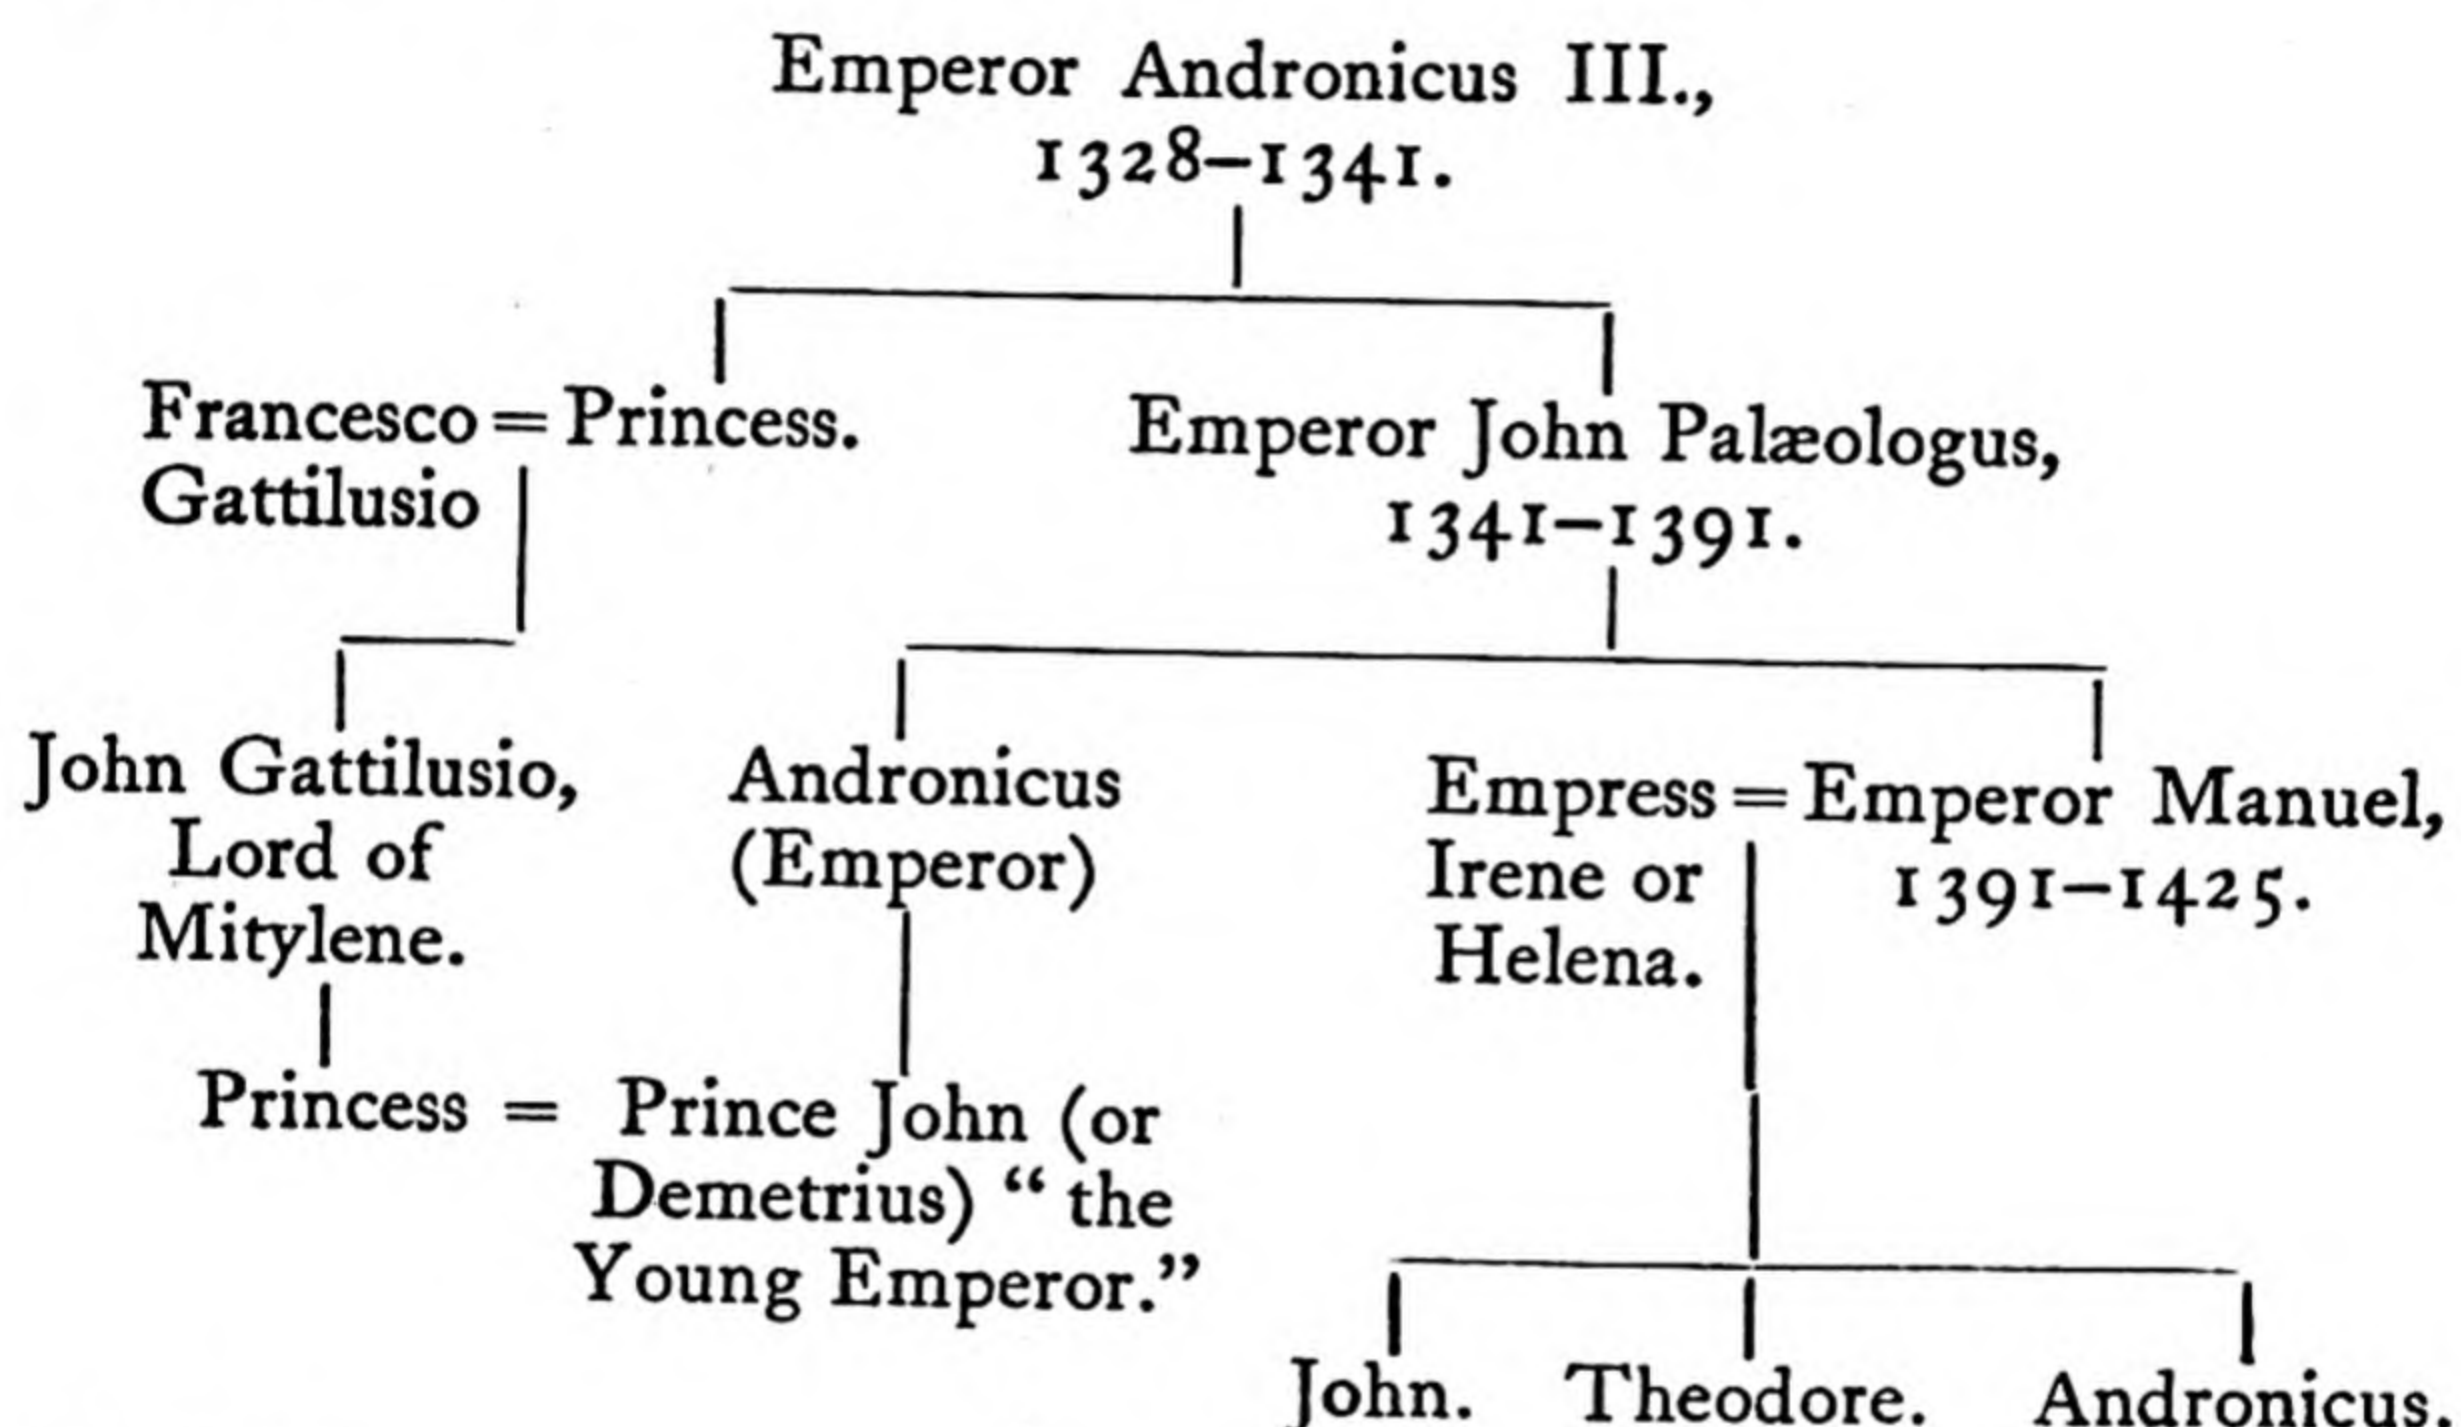 Emperor Andronicus III.,
1328–1341.
Francesco = Princess.
Gattilusio
Emperor John Palæologus,
1341–1391.
John Gattilusio,
Lord of
Mitylene.
Andronicus
(Emperor)
Empress = Emperor Manuel,
Irene or
Helena.
1391–1425.
Princess = Prince John (or
Demetrius) “ the
Young Emperor.”
John. Theodore. Andronicus.